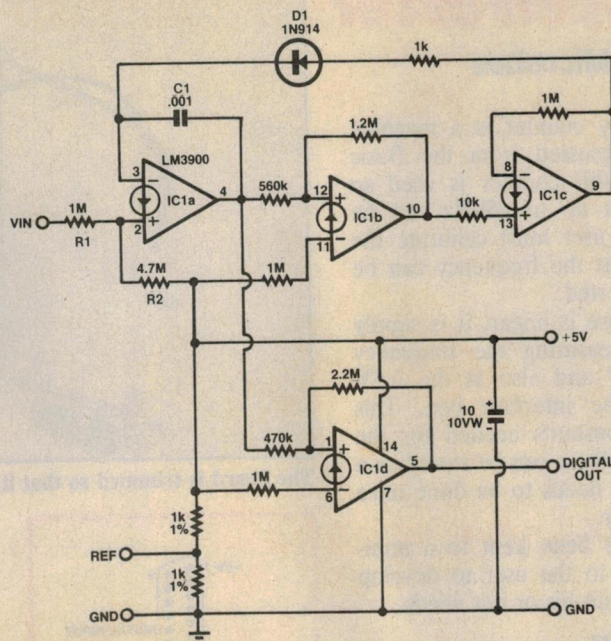 D1
1N914
1k
C1
.001
1M
1.2M
LM3900
3
8
IC1a
4
560k
12
IC1b
10
10k
IC1c
9
VIN
1M
2
13
R1
11
4.7M
1M
R2
+5V
2.2M
10
10VW
+
-
470k
1
14
IC1d
5
DIGITAL
OUT
1M
6
7
1k
1%
REF
1k
1%
GND
GND